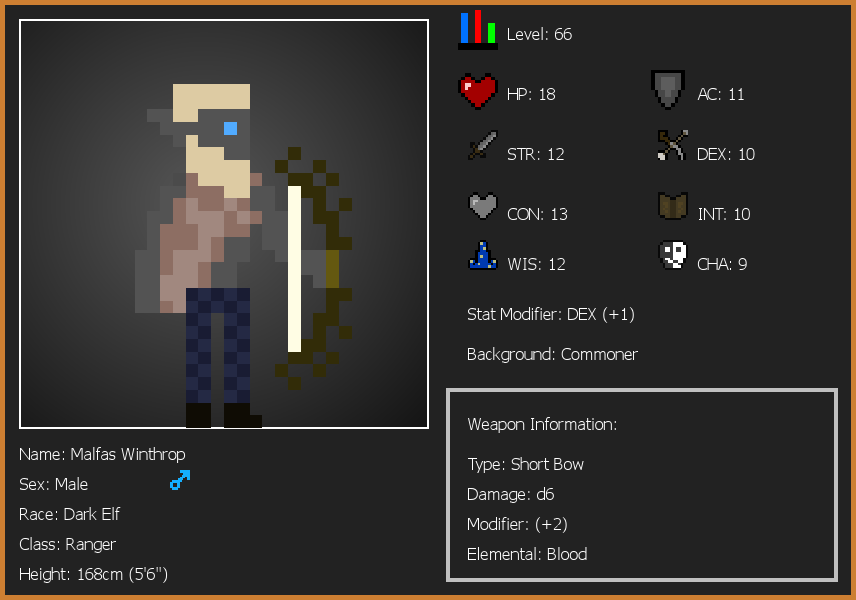 Level: 66
HP: 18
AC: 11
STR: 12
DEX: 10
CON: 13
INT: 10
WIS: 12
CHA: 9
Stat Modifier: DEX (+1)
Background: Commoner
Weapon Information:
Type: Short Bow
Damage: d6
Modifier: (+2)
Elemental: Blood
Name: Malfas Winthrop
Sex: Male
Race: Dark Elf
Class: Ranger
Height: 168cm (5'6")